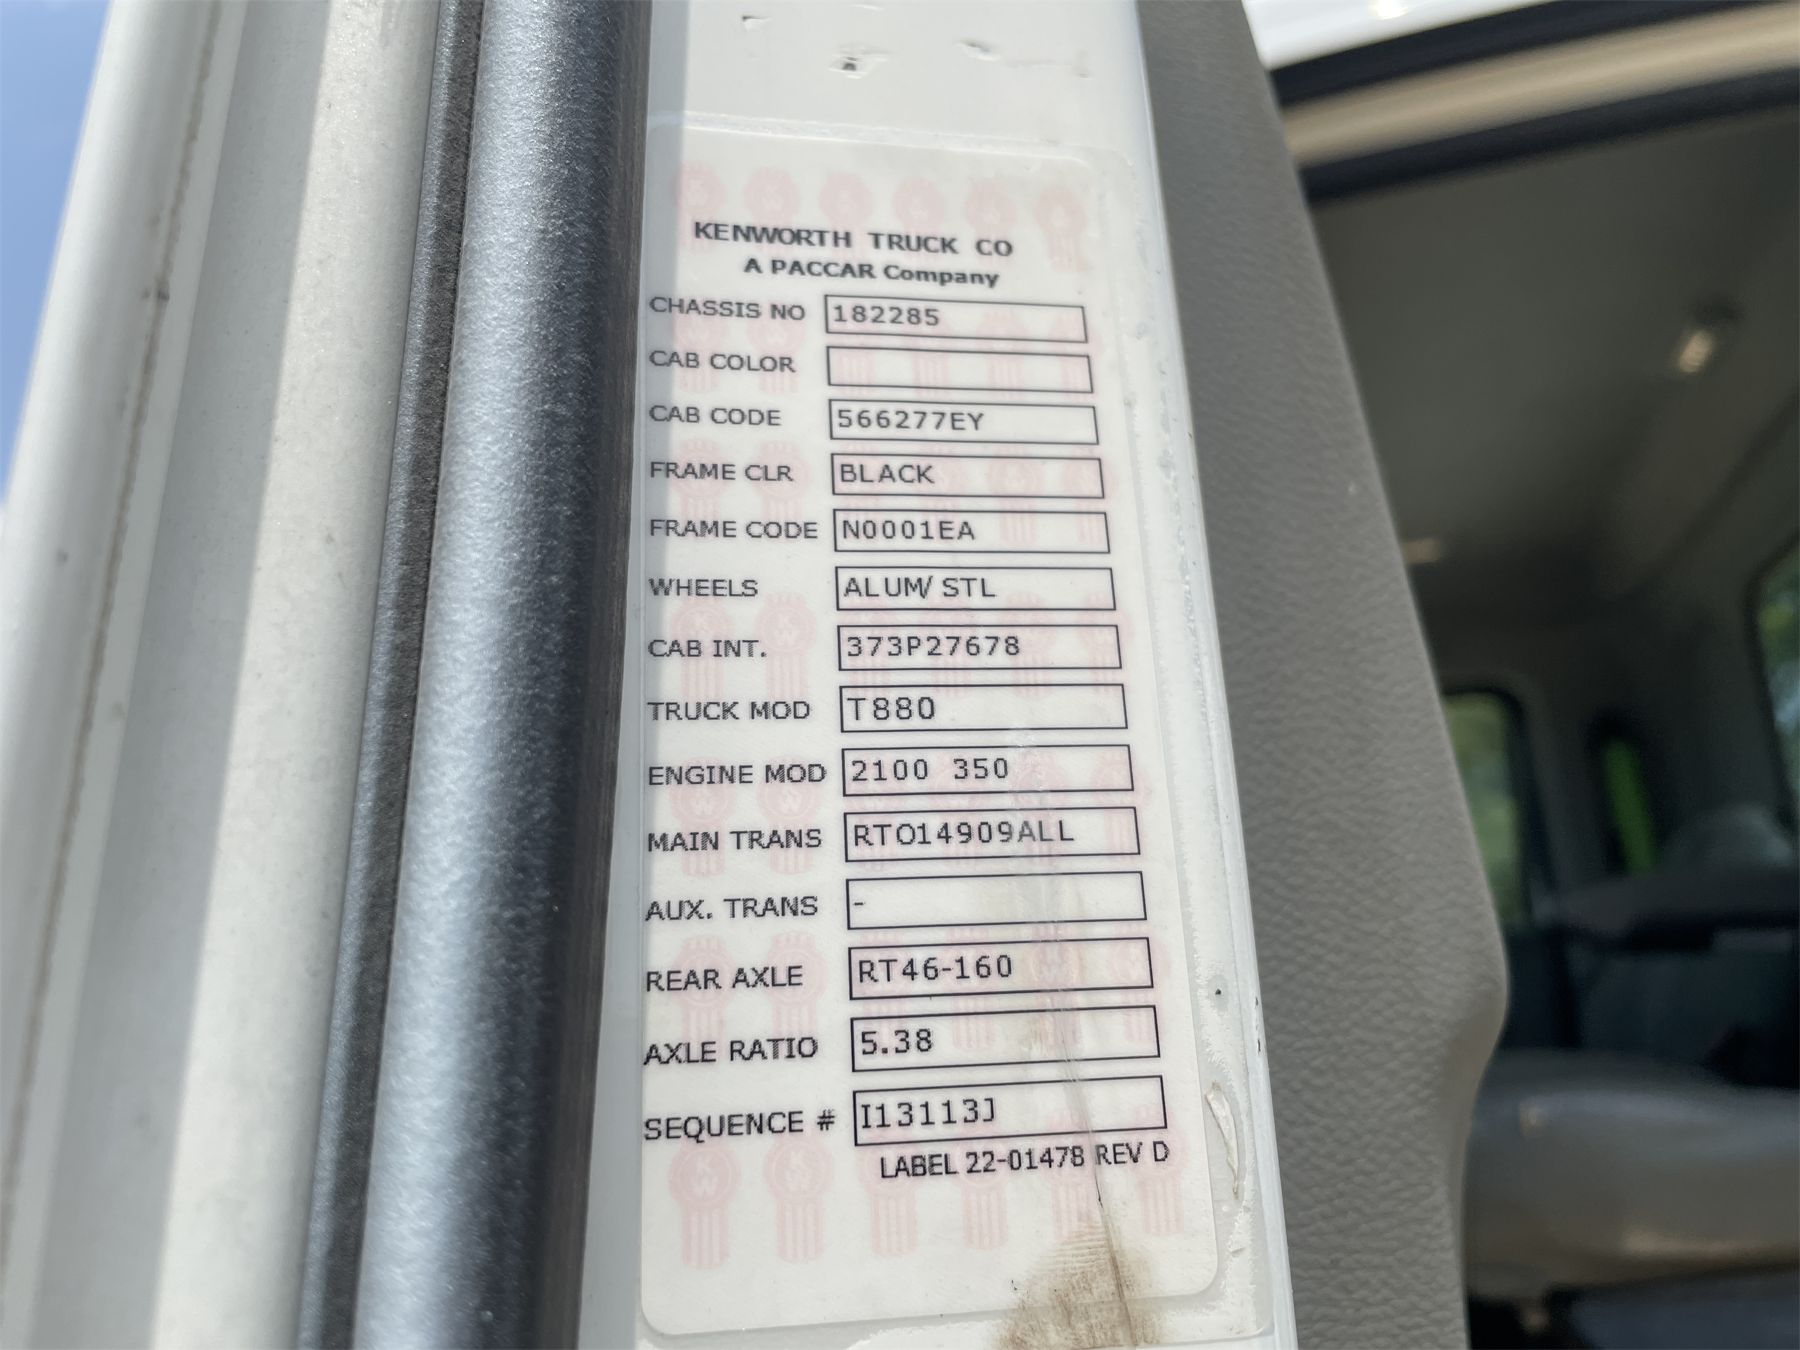 KENWORTH TRUCK CO
A PACCAR Company
CHASSIS NO 182285
CAB COLOR
CAB CODE 566277EY
FRAME CLR BLACK
FRAME CODE N0001EA
WHEELS ALUM/ STL
CAB INT. 373P27678
TRUCK MOD T880
ENGINE MOD 2100 350
MAIN TRANS RTO14909ALL
AUX. TRANS -
REAR AXLE RT46-160
AXLE RATIO 5.38
SEQUENCE # I13113J
LABEL 22-01478 REV D